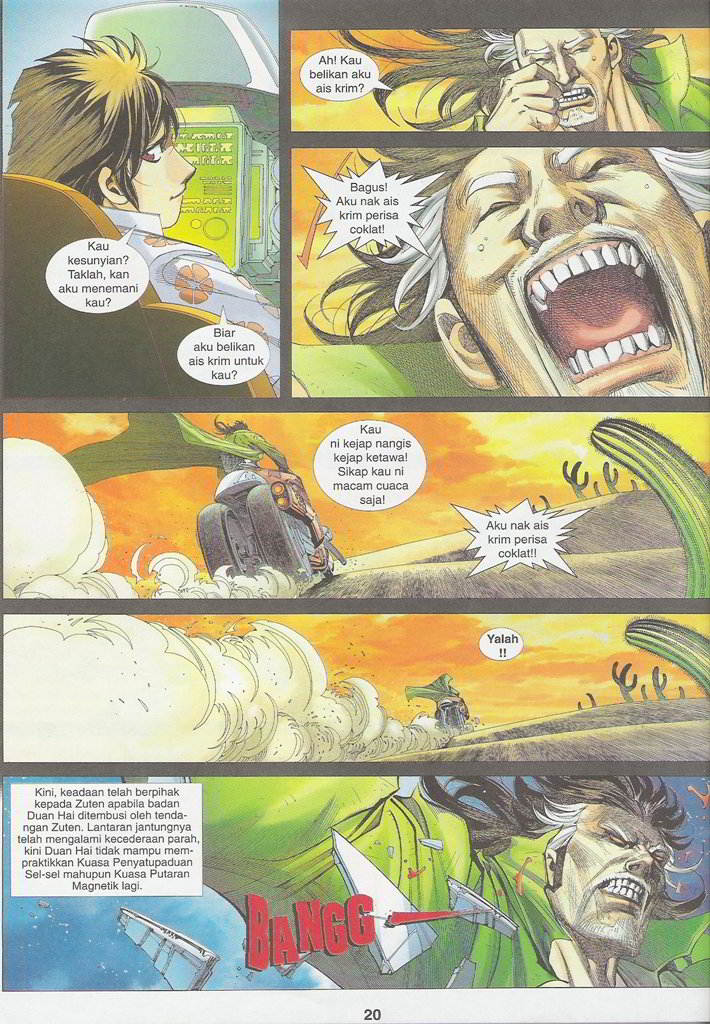 Kau
kesunyian?
Taklah, kan
aku menemani
kau?
Biar
aku belikan
ais krim untuk
kau?
Ah! Kau
belikan aku
ais krim?
Bagus!
Aku nak ais
krim perisa
coklat!
Kau
ni kejap nangis
kejap ketawa!
Sikap kau ni
macam cuaca
saja!
Aku nak ais
krim perisa
coklat!!
Yalah
!!
Kini, keadaan telah berpihak
kepada Zuten apabila badan
Duan Hai ditembusi oleh tenda-
ngan Zuten. Lantaran jantungnya
telah mengalami kecederaan parah,
kini Duan Hai tidak mampu mem-
praktikkan Kuasa Penyatupaduan
Sel-sel mahupun Kuasa Putaran
Magnetik lagi.
BANGG
20